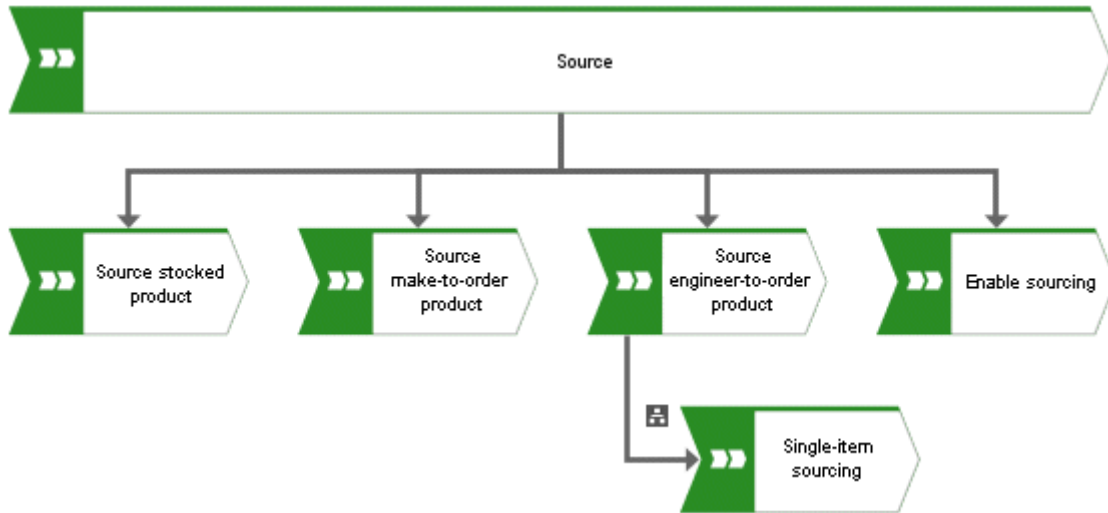 Source
Source stocked
product
Source
make-to-order
product
Source
engineer-to-order
product
Enable sourcing
Single-item
sourcing